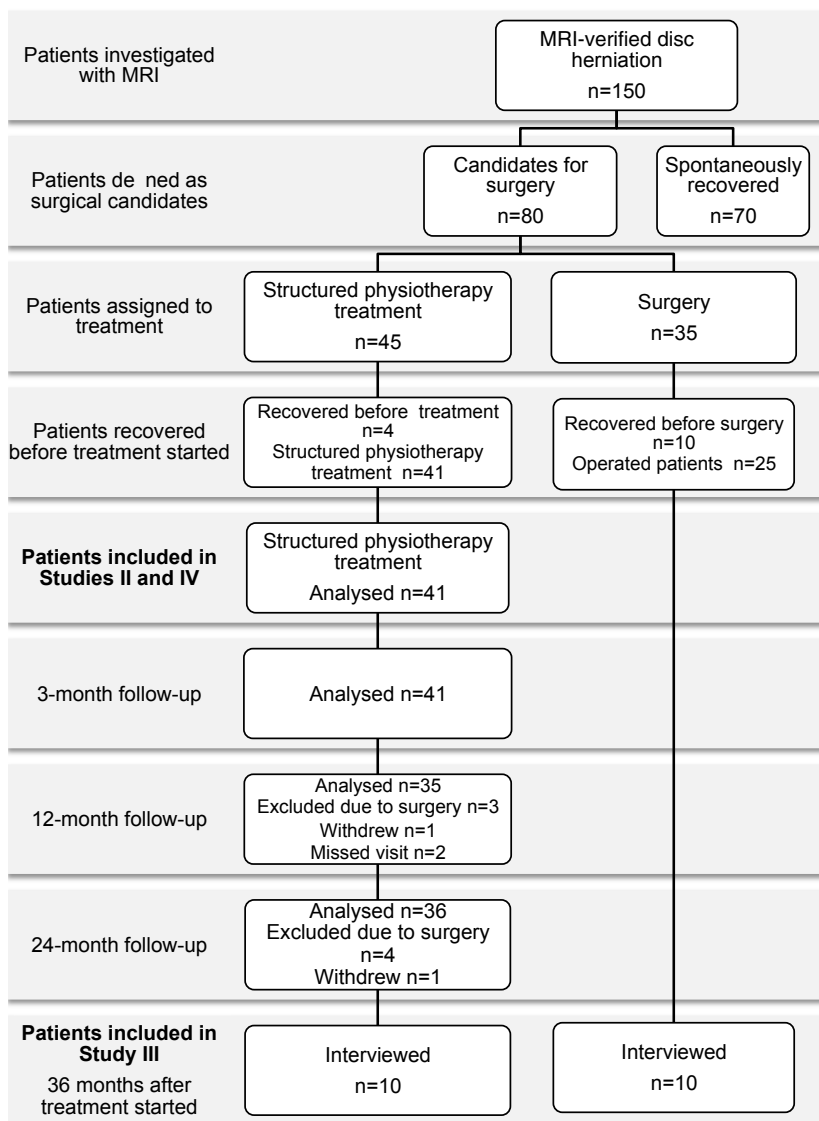 Patients investigated
with MRI
MRI-verified disc
herniation
n=150
Patients de ned as
surgical candidates
Candidates for
surgery
n=80
Spontaneously
recovered
n=70
Patients assigned to
treatment
Structured physiotherapy
treatment
n=45
Surgery
n=35
Patients recovered
before treatment started
Recovered before treatment
n=4
Structured physiotherapy
treatment n=41
Recovered before surgery
n=10
Operated patients n=25
Patients included in
Studies II and IV
Structured physiotherapy
treatment
Analysed n=41
3-month follow-up
Analysed n=41
12-month follow-up
Analysed n=35
Excluded due to surgery n=3
Withdrew n=1
Missed visit n=2
24-month follow-up
Analysed n=36
Excluded due to surgery
n=4
Withdrew n=1
Patients included in
Study III
36 months after
treatment started
Interviewed
n=10
Interviewed
n=10